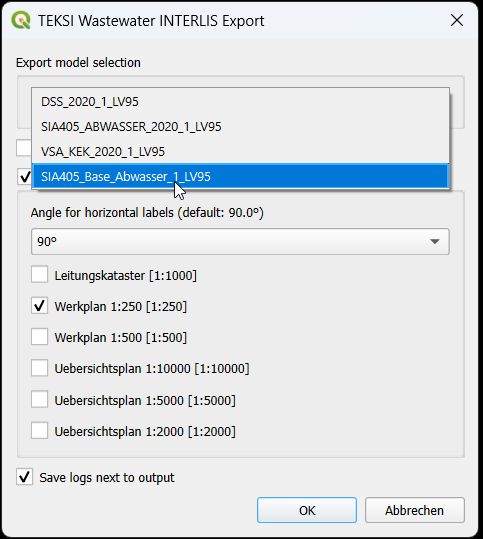 TEKSI Wastewater INTERLIS Export
Export model selection
DSS_2020_1_LV95
SIA405_ABWASSER_2020_1_LV95
VSA_KEK_2020_1_LV95
SIA405_Base_Abwasser_1_LV95
Angle for horizontal labels (default: 90.0º)
90º
Leitungskataster [1:1000]
Werkplan 1:250 [1:250]
Werkplan 1:500 [1:500]
Uebersichtsplan 1:10000 [1:10000]
Uebersichtsplan 1:5000 [1:5000]
Uebersichtsplan 1:2000 [1:2000]
Save logs next to output
OK
Abbrechen